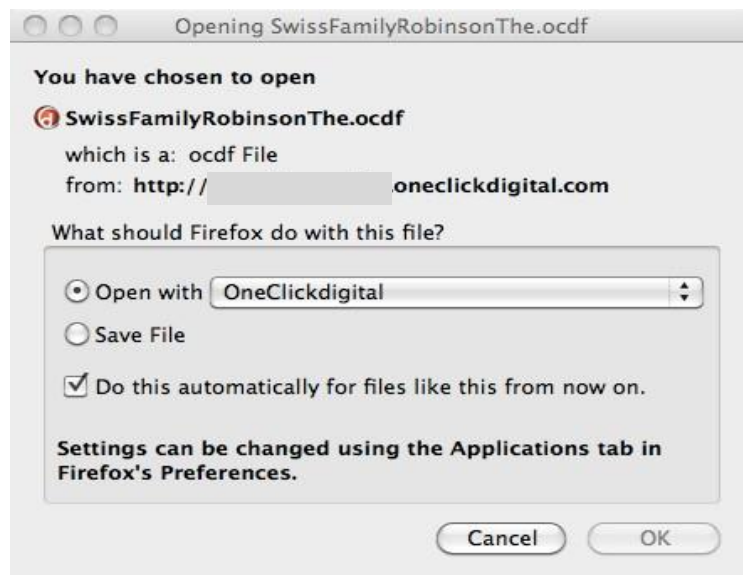 Opening SwissFamilyRobinsonThe.ocdf
You have chosen to open
SwissFamilyRobinsonThe.ocdf
which is a: ocdf File
from: http:// .oneclickdigital.com
What should Firefox do with this file?
Open with OneClickdigital
Save File
Do this automatically for files like this from now on.
Settings can be changed using the Applications tab in
Firefox's Preferences.
Cancel OK